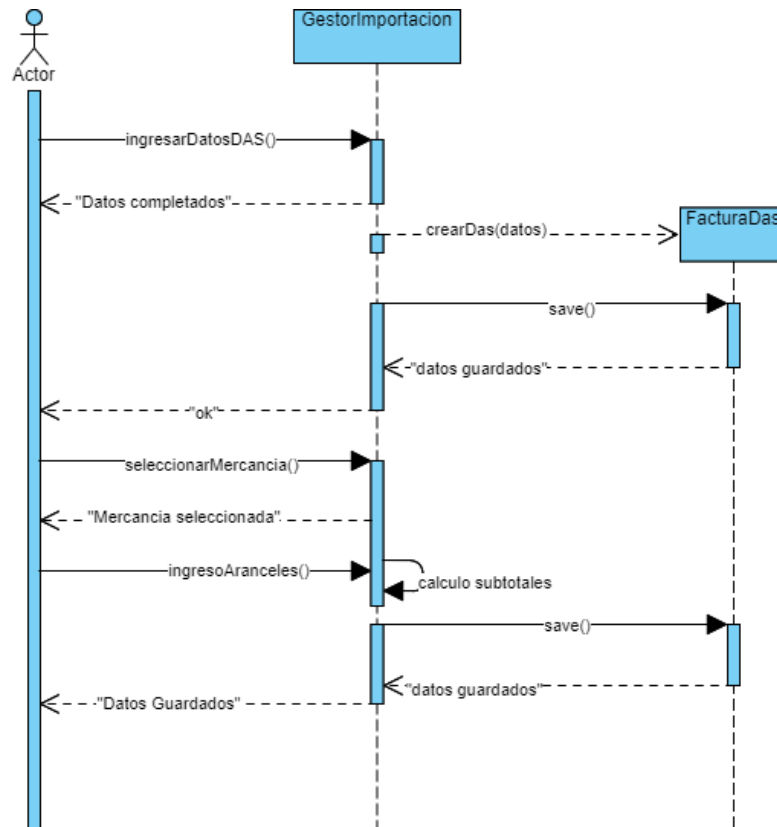 GestorImportacion
Actor
ingresarDatosDAS()
"Datos completados"
FacturaDas
crearDas(datos)
save()
"datos guardados"
"ok"
seleccionarMercancia()
"Mercancia seleccionada"
ingresoAranceles()
calculo subtotales
save()
"datos guardados"
"Datos Guardados"